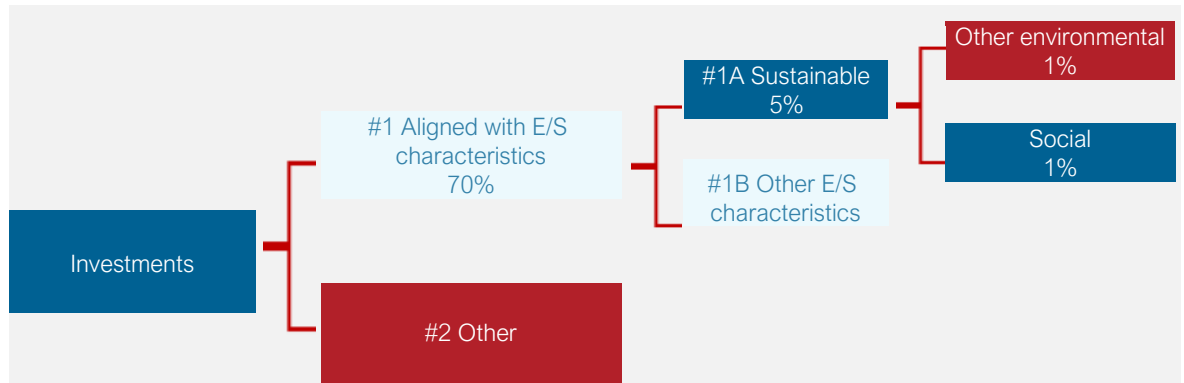 Investments
#1 Aligned with E/S
characteristics
70%
#2 Other
#1A Sustainable
5%
#1B Other E/S
characteristics
Other environmental
1%
Social
1%